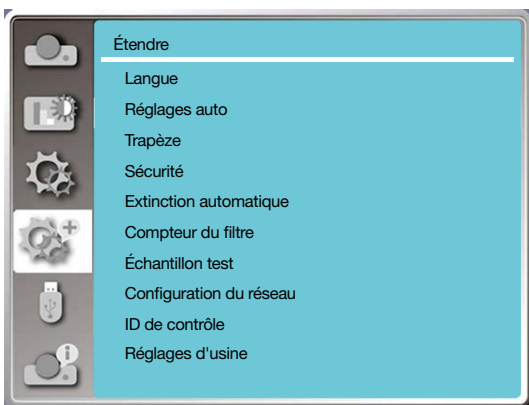 Étendre
Langue
Réglages auto
Trapèze
Sécurité
Extinction automatique
Compteur du filtre
Échantillon test
Configuration du réseau
ID de contrôle
Réglages d'usine